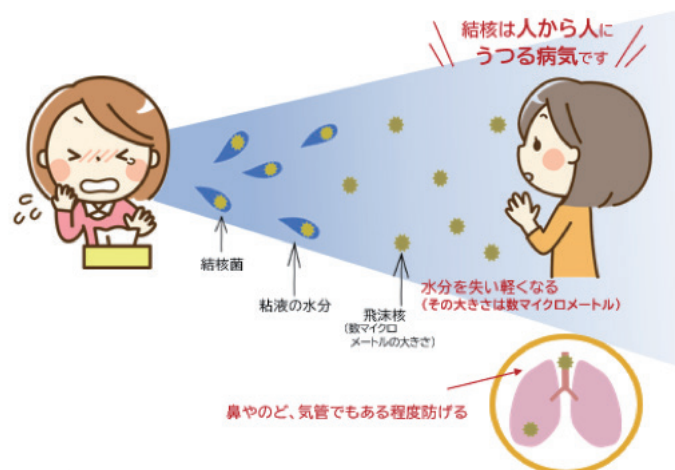 結核は人から人に
うつる病気です
結核菌
粘液の水分
飛沫核
(数マイクロ
メートルの大きさ)
水分を失い軽くなる
(その大きさは数マイクロメートル)
鼻やのど、気管でもある程度防げる